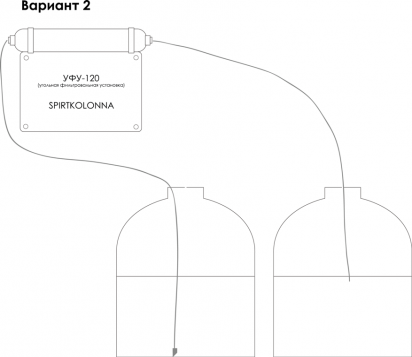 Вариант 2
УФУ-120
(угольная фильтровальная установка)
SPIRTKOLONNA